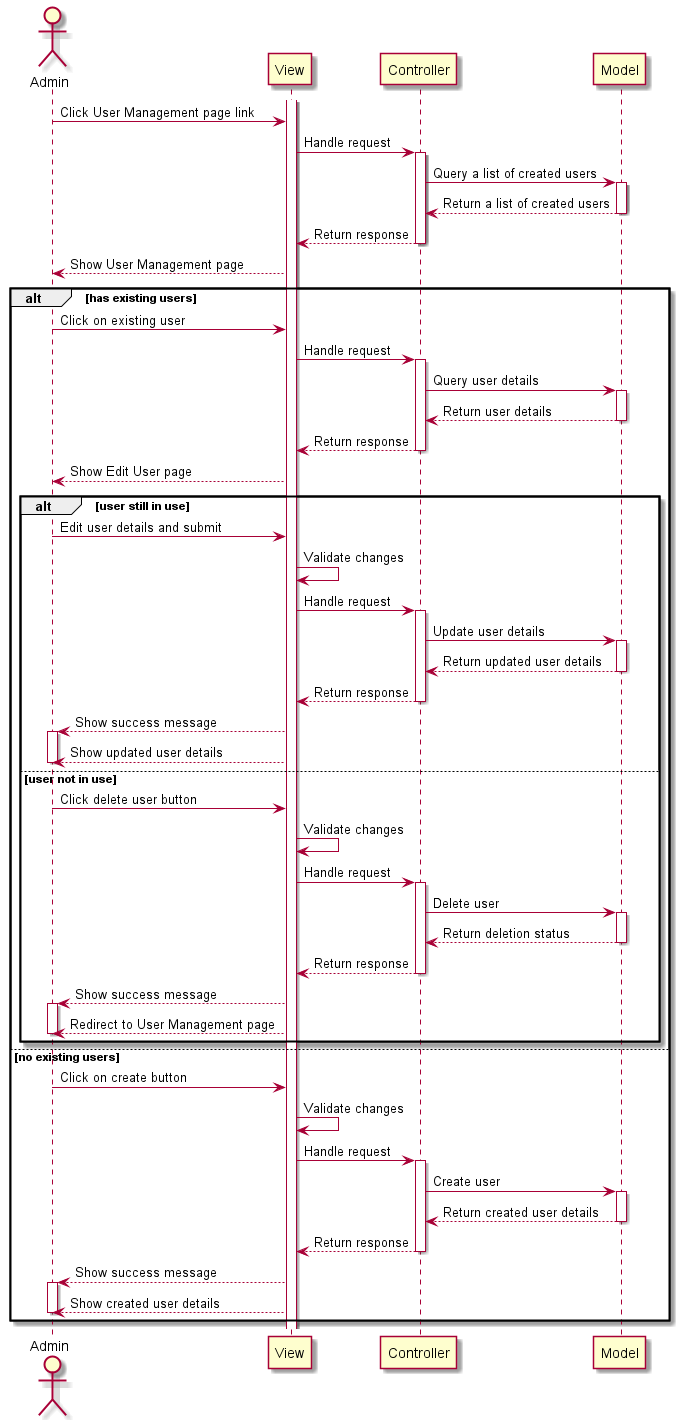 Admin
View
Controller
Model
Click User Management page link
Handle request
Query a list of created users
Return a list of created users
Return response
Show User Management page
alt [has existing users]
Click on existing user
Handle request
Query user details
Return user details
Return response
Show Edit User page
alt [user still in use]
Edit user details and submit
Validate changes
Handle request
Update user details
Return updated user details
Return response
Show success message
Show updated user details
[user not in use]
Click delete user button
Validate changes
Handle request
Delete user
Return deletion status
Return response
Show success message
Redirect to User Management page
[no existing users]
Click on create button
Validate changes
Handle request
Create user
Return created user details
Return response
Show success message
Show created user details
Admin
View
Controller
Model